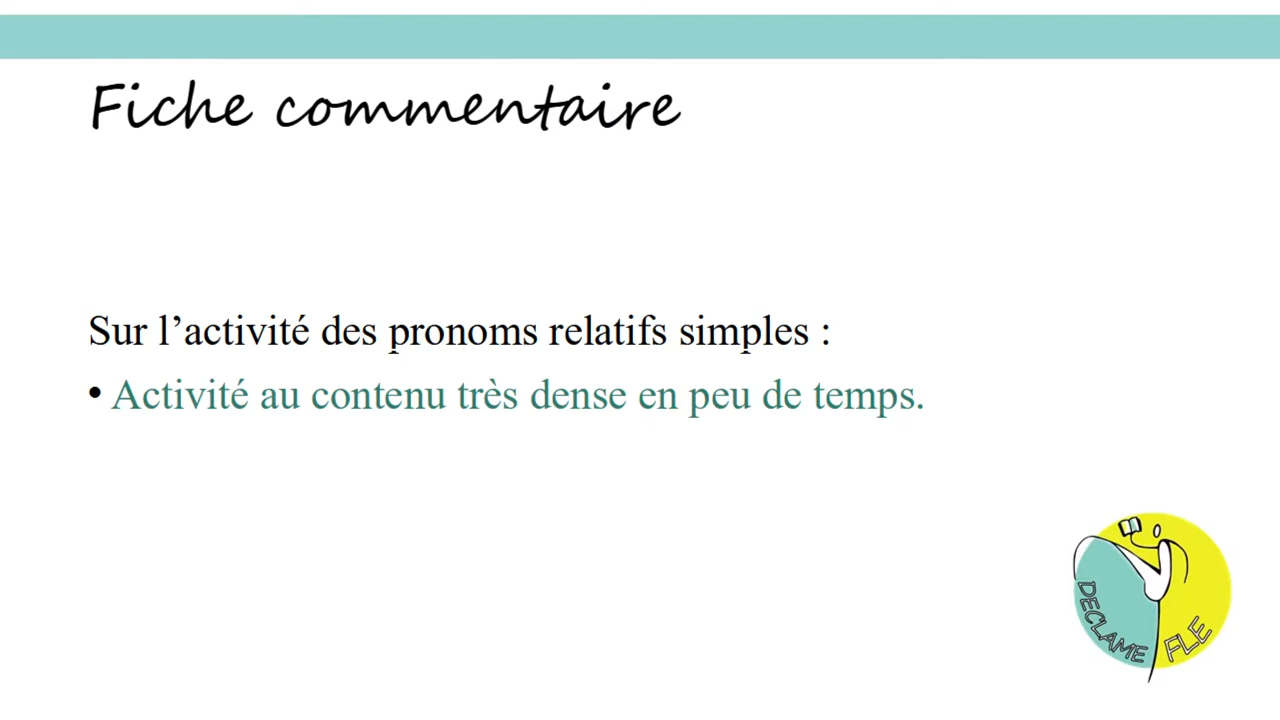 Fiche commentaire
Sur l’activité des pronoms relatifs simples :
• Activité au contenu très dense en peu de temps.
DECLAME FLE